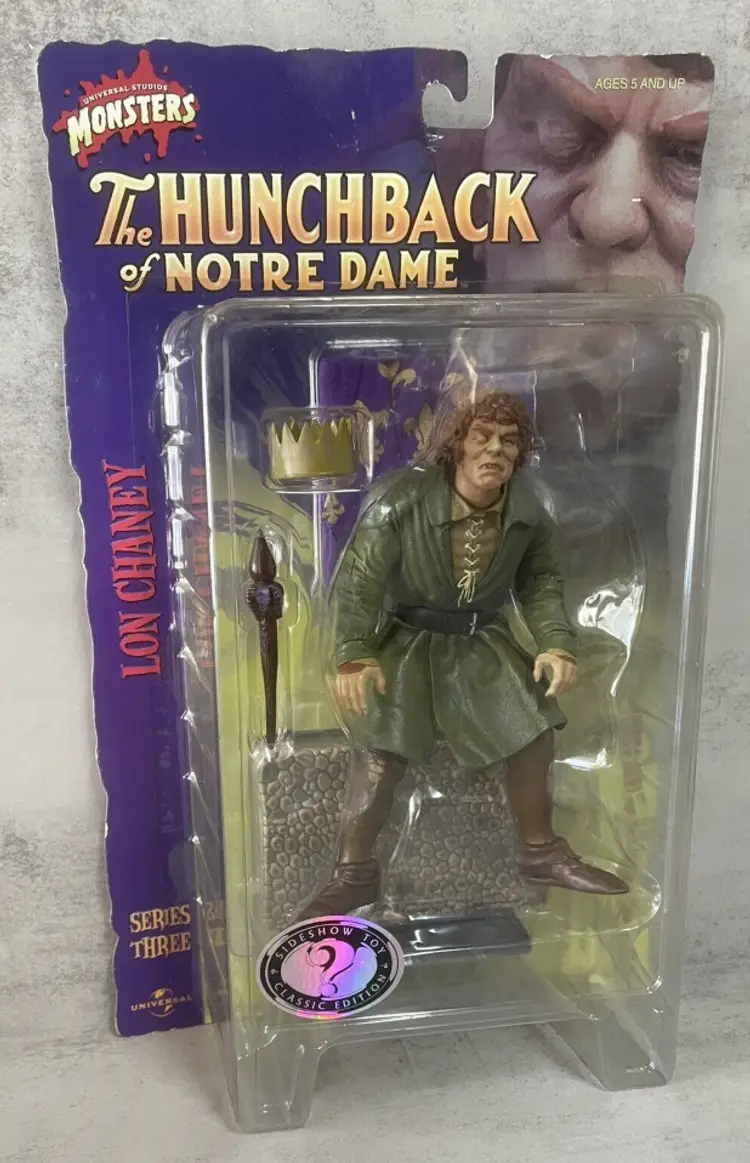 UNIVERSAL STUDIOS
MONSTERS
AGES 5 AND UP
The HUNCHBACK
of NOTRE DAME
LON CHANEY
SERIES
THREE
UNIVERSAL
SIDESHOW TOY
?
CLASSIC EDITION